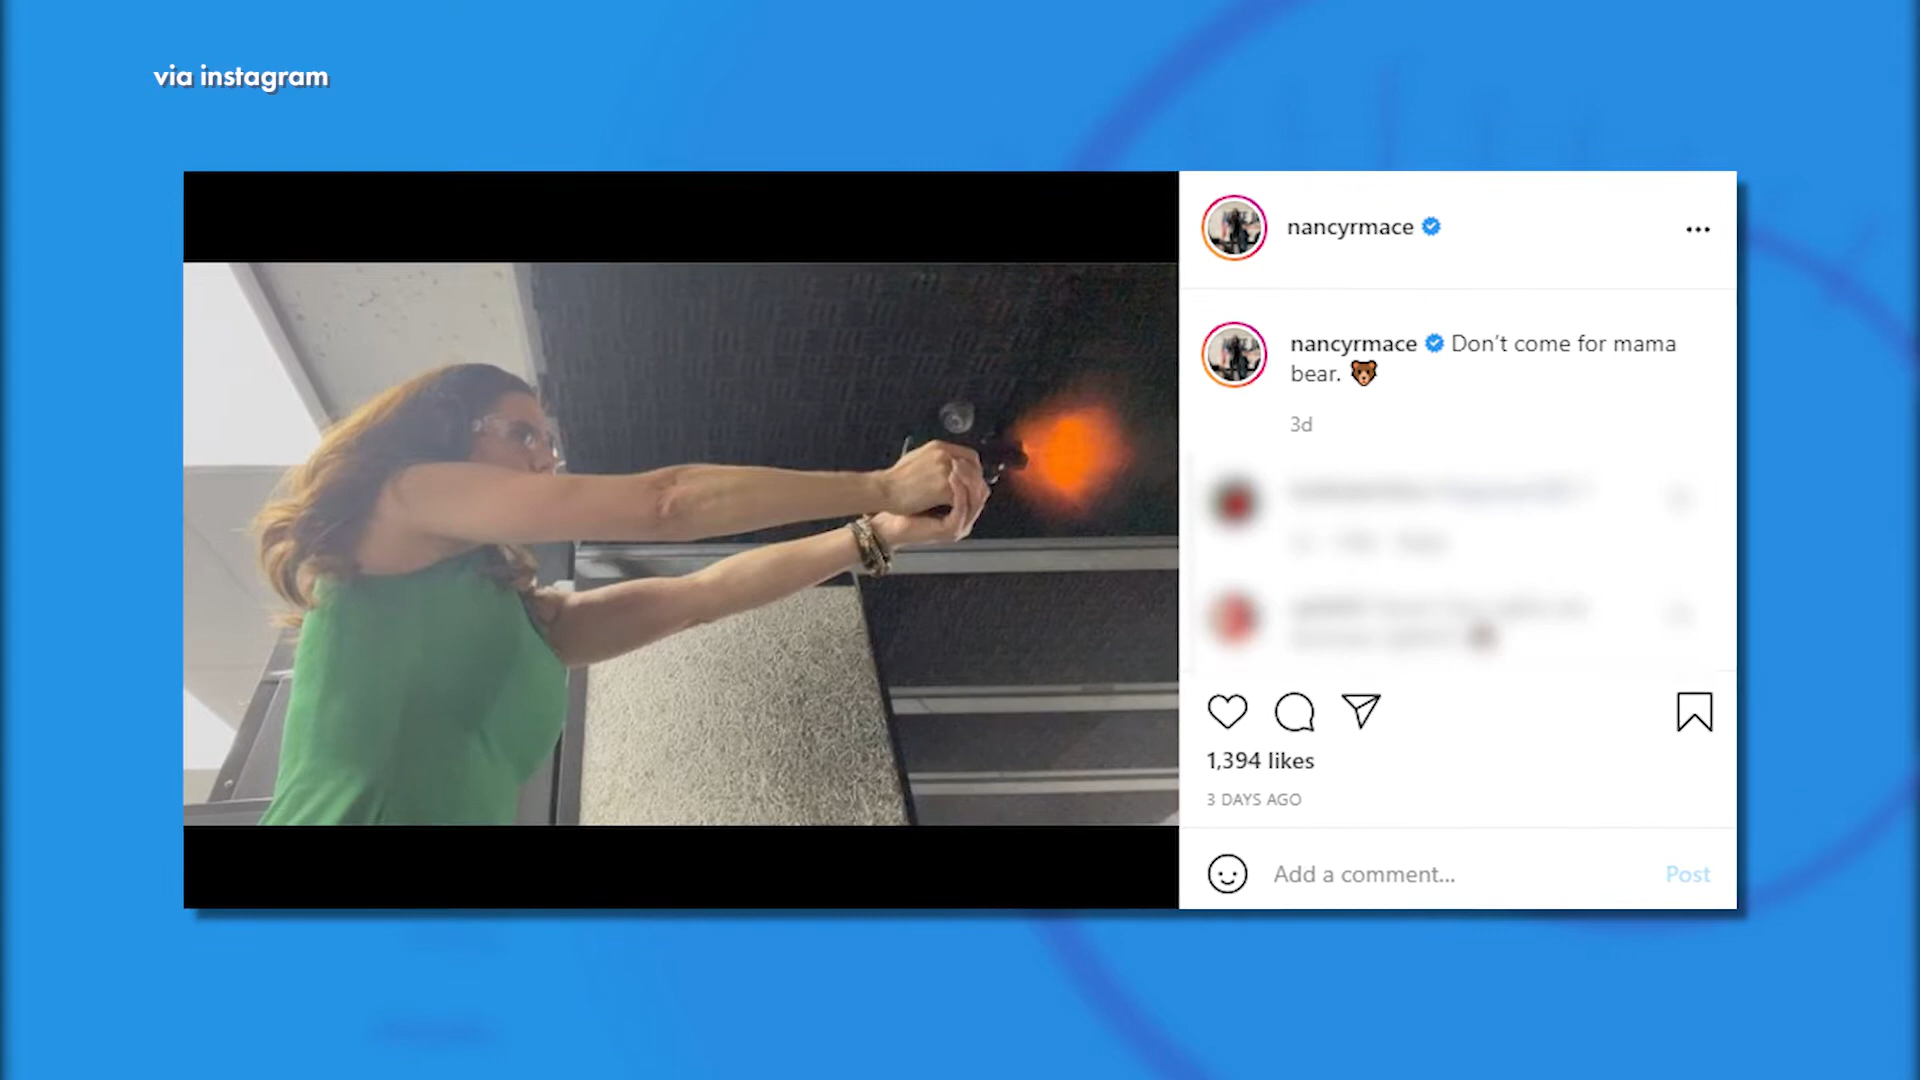 via instagram
nancyrmace
nancyrmace Don't come for mama
bear. 🐻
3d
1,394 likes
3 DAYS AGO
Add a comment...
Post